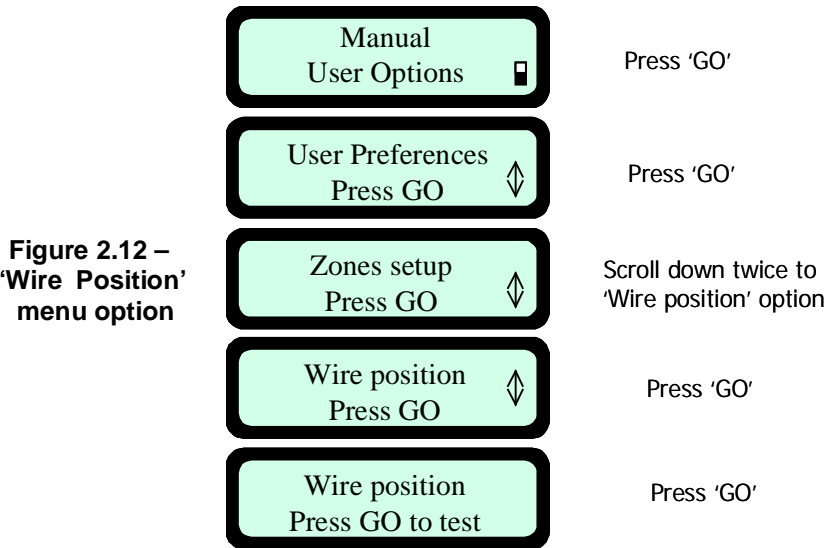 Manual
User Options
Press ‘GO’
User Preferences
Press GO
Press ‘GO’
Figure 2.12 –
‘Wire Position’
menu option
Zones setup
Press GO
Scroll down twice to
‘Wire position’ option
Wire position
Press GO
Press ‘GO’
Wire position
Press GO to test
Press ‘GO’